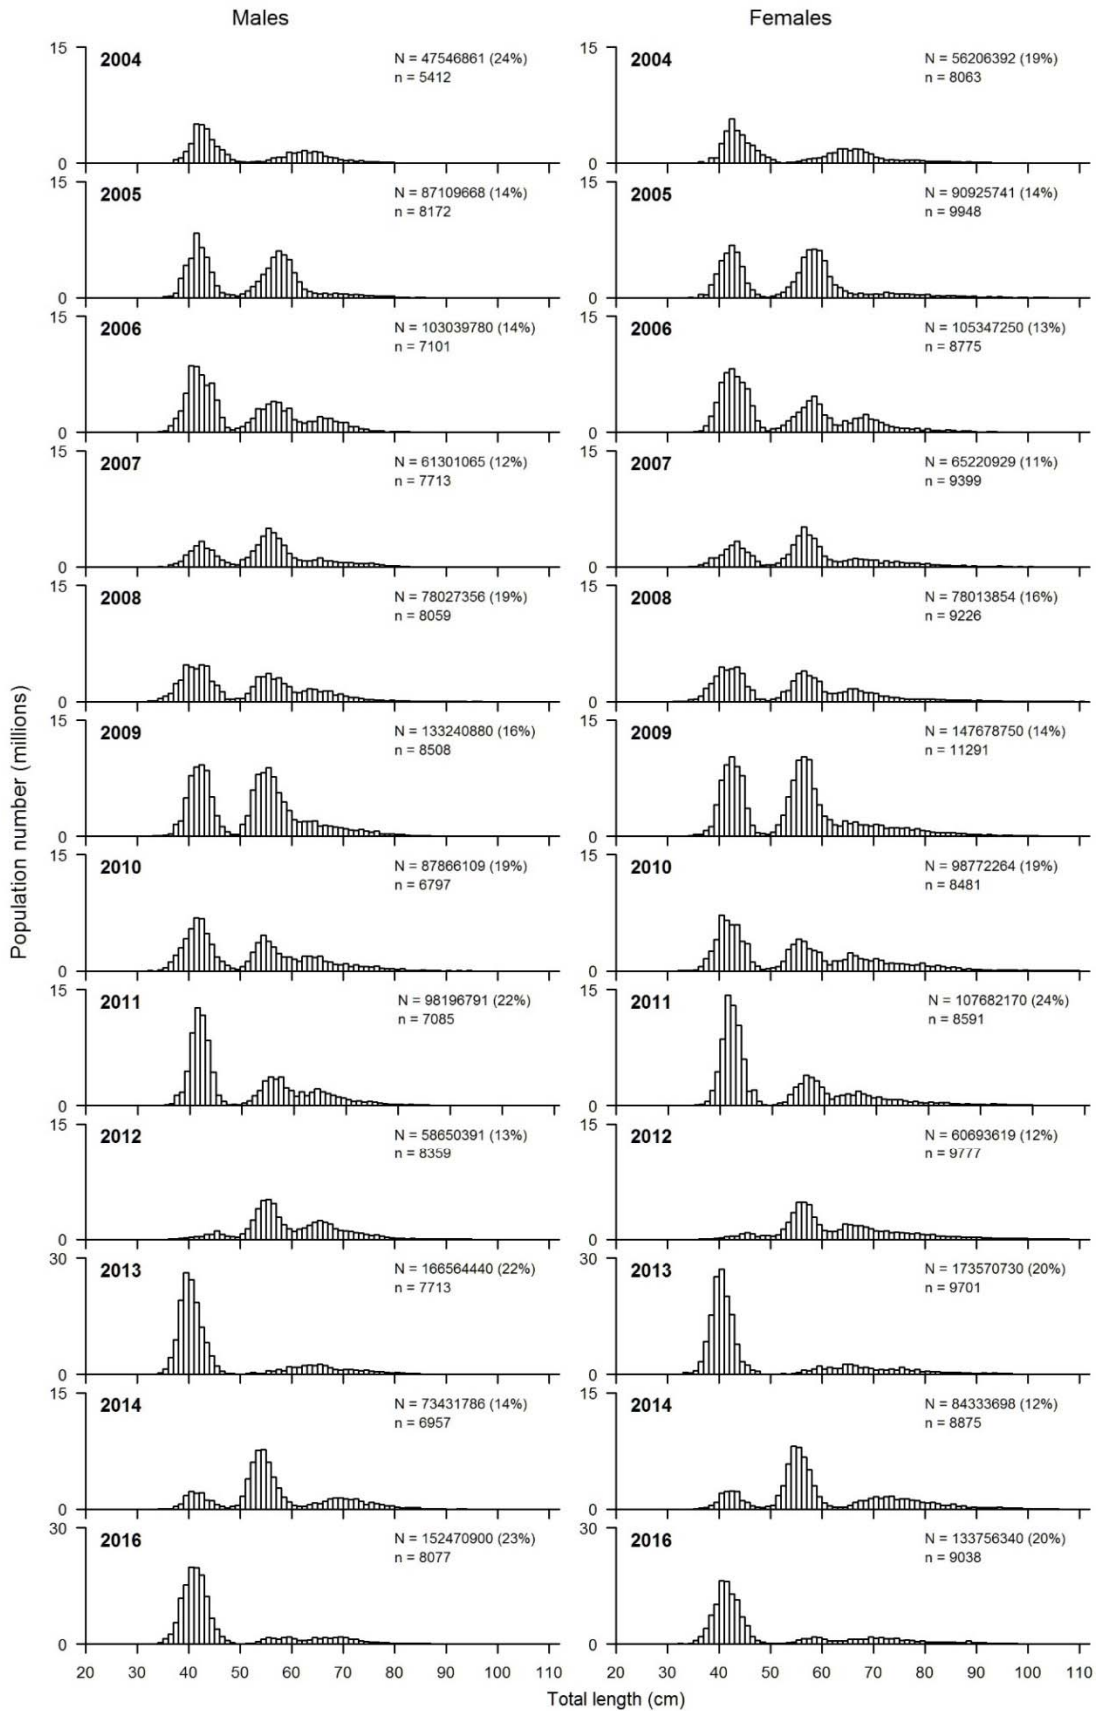 Males
Females
Population number (millions)
15
0
2004
N = 47546861 (24%)
n = 5412
15
0
2004
N = 56206392 (19%)
n = 8063
15
0
2005
N = 87109668 (14%)
n = 8172
15
0
2005
N = 90925741 (14%)
n = 9948
15
0
2006
N = 103039780 (14%)
n = 7101
15
0
2006
N = 105347250 (13%)
n = 8775
15
0
2007
N = 61301065 (12%)
n = 7713
15
0
2007
N = 65220929 (11%)
n = 9399
15
0
2008
N = 78027356 (19%)
n = 8059
15
0
2008
N = 78013854 (16%)
n = 9226
15
0
2009
N = 133240880 (16%)
n = 8508
15
0
2009
N = 147678750 (14%)
n = 11291
15
0
2010
N = 87866109 (19%)
n = 6797
15
0
2010
N = 98772264 (19%)
n = 8481
15
0
2011
N = 98196791 (22%)
n = 7085
15
0
2011
N = 107682170 (24%)
n = 8591
15
0
2012
N = 58650391 (13%)
n = 8359
15
0
2012
N = 60693619 (12%)
n = 9777
30
0
2013
N = 166564440 (22%)
n = 7713
30
0
2013
N = 173570730 (20%)
n = 9701
15
0
2014
N = 73431786 (14%)
n = 6957
15
0
2014
N = 84333698 (12%)
n = 8875
30
0
2016
N = 152470900 (23%)
n = 8077
30
0
2016
N = 133756340 (20%)
n = 9038
20 30 40 50 60 70 80 90 100 110
20 30 40 50 60 70 80 90 100 110
Total length (cm)